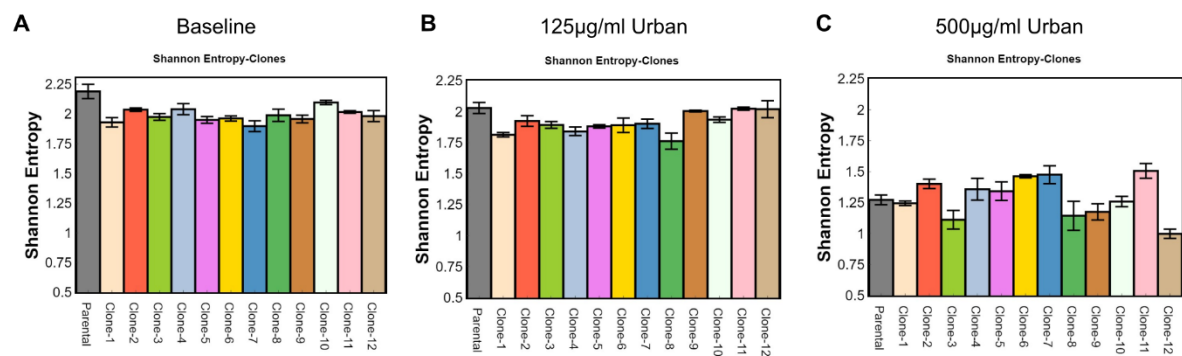 A
Baseline
Shannon Entropy-Clones
Shannon Entropy
2.25
2
1.75
1.5
1.25
1
0.75
0.5
Parental
Clone-1
Clone-2
Clone-3
Clone-4
Clone-5
Clone-6
Clone-7
Clone-8
Clone-9
Clone-10
Clone-11
Clone-12
B
125µg/ml Urban
Shannon Entropy-Clones
Shannon Entropy
2.25
2
1.75
1.5
1.25
1
0.75
0.5
Parental
Clone-1
Clone-2
Clone-3
Clone-4
Clone-5
Clone-6
Clone-7
Clone-8
Clone-9
Clone-10
Clone-11
Clone-12
C
500µg/ml Urban
Shannon Entropy-Clones
Shannon Entropy
2.25
2
1.75
1.5
1.25
1
0.75
0.5
Parental
Clone-1
Clone-2
Clone-3
Clone-4
Clone-5
Clone-6
Clone-7
Clone-8
Clone-9
Clone-10
Clone-11
Clone-12